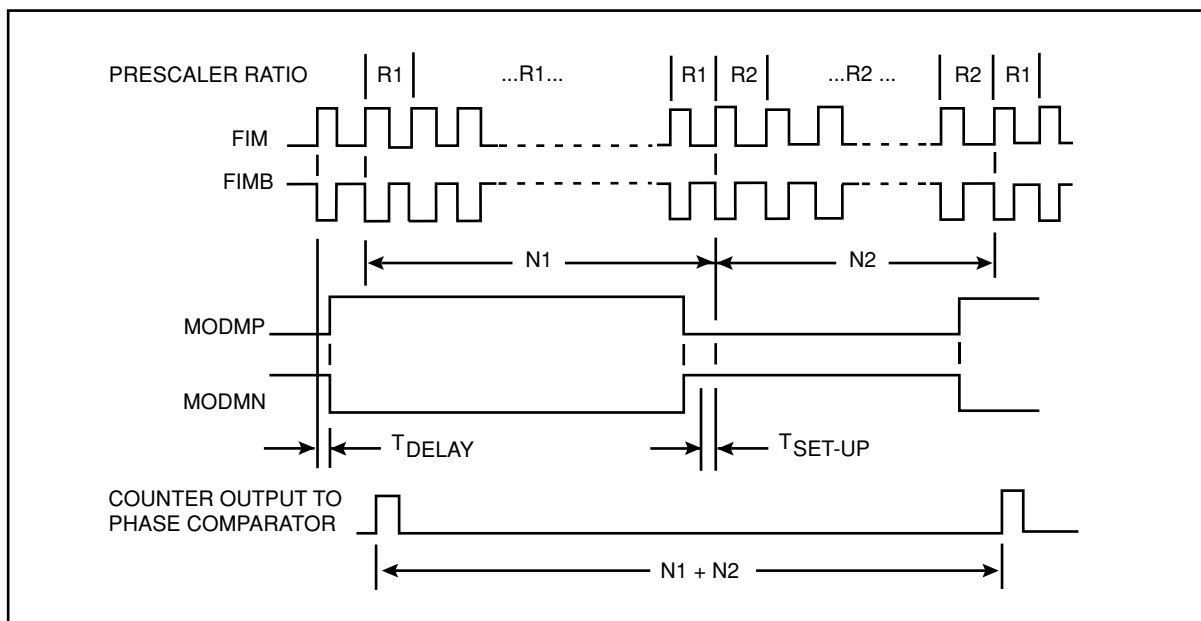 PRESCALER RATIO R1 ...R1... R1 R2 ...R2 ... R2 R1
FIM
FIMB
N1 N2
MODMP
MODMN
TDELAY TSET-UP
COUNTER OUTPUT TO
PHASE COMPARATOR
N1 + N2